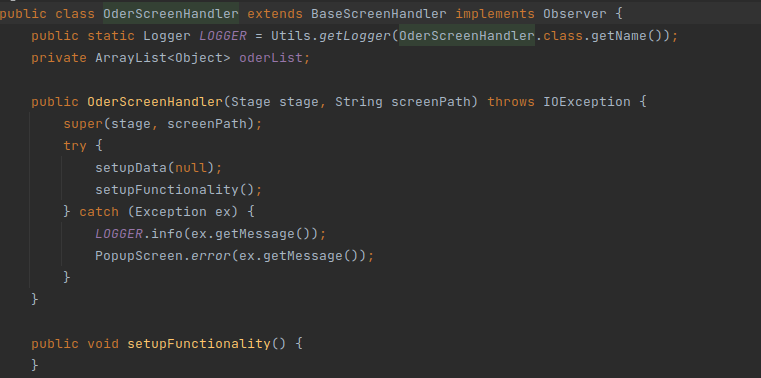 public class OderScreenHandler extends BaseScreenHandler implements Observer {
    public static Logger LOGGER = Utils.getLogger(OderScreenHandler.class.getName());
    private ArrayList<Object> oderList;

    public OderScreenHandler(Stage stage, String screenPath) throws IOException {
        super(stage, screenPath);
        try {
            setupData(null);
            setupFunctionality();
        } catch (Exception ex) {
            LOGGER.info(ex.getMessage());
            PopupScreen.error(ex.getMessage());
        }
    }

    public void setupFunctionality() {
    }